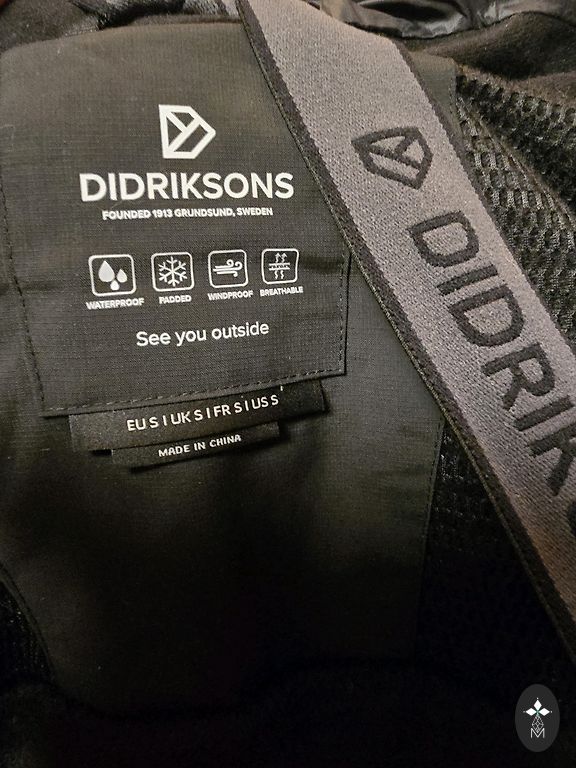 DIDRIKSONS
FOUNDED 1913 GRUNDSUND, SWEDEN
WATERPROOF PADDED WINDPROOF BREATHABLE
See you outside
EU S I UK S I FR S I US S
MADE IN CHINA
DIDRIK
M